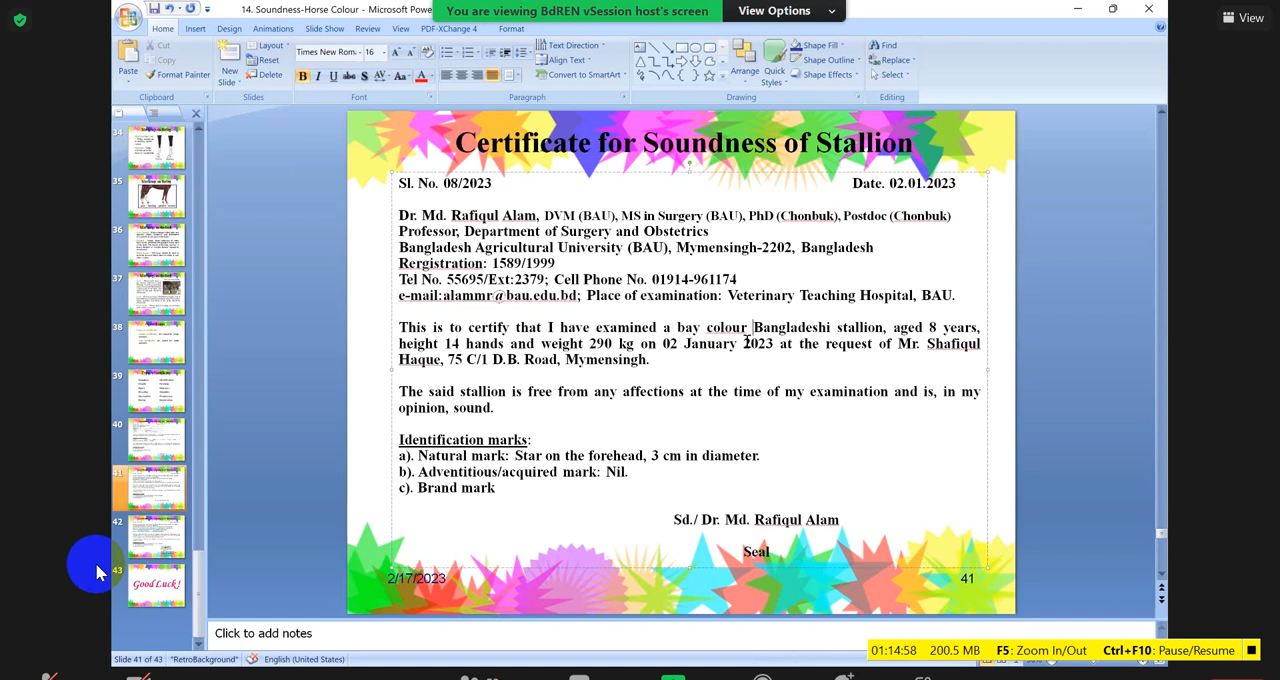 14. Soundness-Horse Colour - Microsoft Powe
You are viewing BdREN vSession host's screen
View Options
View
Home Insert Design Animations Slide Show Review View PDF-XChange 4 Format
Paste
Cut
Copy
Format Painter
Clipboard
New Slide
Layout
Reset
Delete
Slides
Times New Rom 16
Font
Text Direction
Align Text
Convert to SmartArt
Paragraph
Arrange
Quick Styles
Shape Fill
Shape Outline
Shape Effects
Drawing
Find
Replace
Select
Editing
34
35
36
37
38
39
40
41
42
43
Good Luck!
Certificate for Soundness of Stallion
Sl. No. 08/2023 Date. 02.01.2023
Dr. Md. Rafiqul Alam, DVM (BAU), MS in Surgery (BAU), PhD (Chonbuk), Postdoc (Chonbuk)
Professor, Department of Surgery and Obstetrics
Bangladesh Agricultural University (BAU), Mymensingh-2202, Bangladesh
Registration: 1589/1999
No. 55695/Ext.2379; Cell Phone No. 01914-961174
e-mail: alammr@bau.edu.bd; Place of examination: Veterinary Teaching Hospital, BAU.
This is to certify that I have examined a bay colour Bangladeshi stallion, aged 8 years,
height 14 hands and weight 290 kg on 02 January 2023 at the request of Mr. Shafiqul
Haque, 75 C/1 D.B. Road, Mymensingh.
The said stallion is free from any affections at the time of my examination and is, in my
opinion, sound.
Identification marks:
a). Natural mark: Star on the forehead, 3 cm in diameter.
b). Adventitious/acquired mark: Nil.
c). Brand mark
Sd./ Dr. Md. Rafiqul Alam
Seal
2/17/2023 41
Click to add notes
01:14:58 200.5 MB F5: Zoom In/Out Ctrl+F10: Pause/Resume
Slide 41 of 43 "RetroBackground" English (United States)